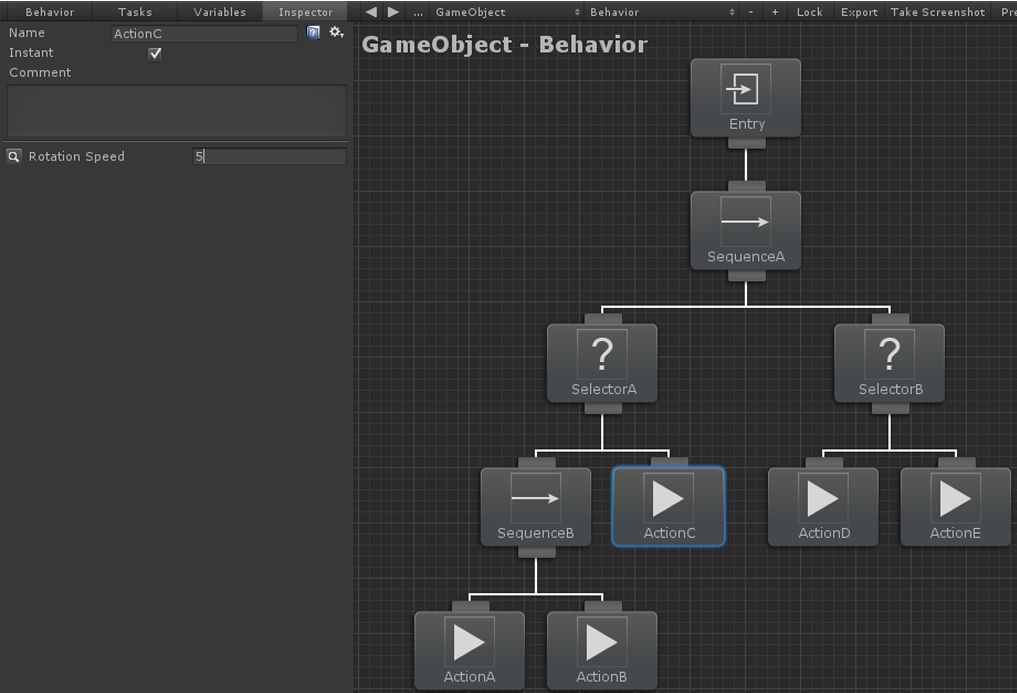 Behavior Tasks Variables Inspector
... GameObject Behavior - + Lock Export Take Screenshot Pre
Name ActionC
Instant
Comment
Rotation Speed 5
GameObject - Behavior
Entry
SequenceA
SelectorA SelectorB
SequenceB ActionC ActionD ActionE
ActionA ActionB